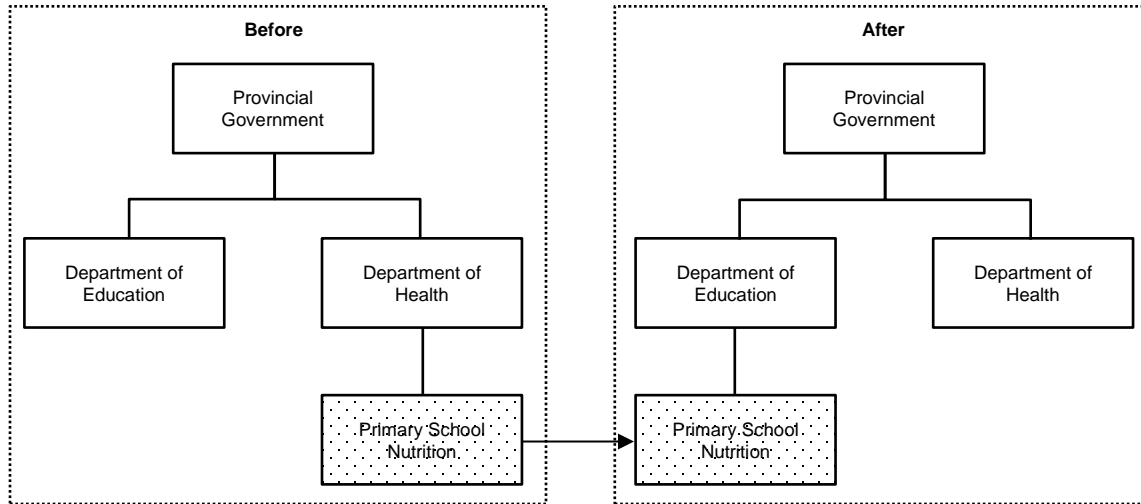 Before
Provincial
Government
Department of
Education
Department of
Health
Primary School
Nutrition
After
Provincial
Government
Department of
Education
Department of
Health
Primary School
Nutrition